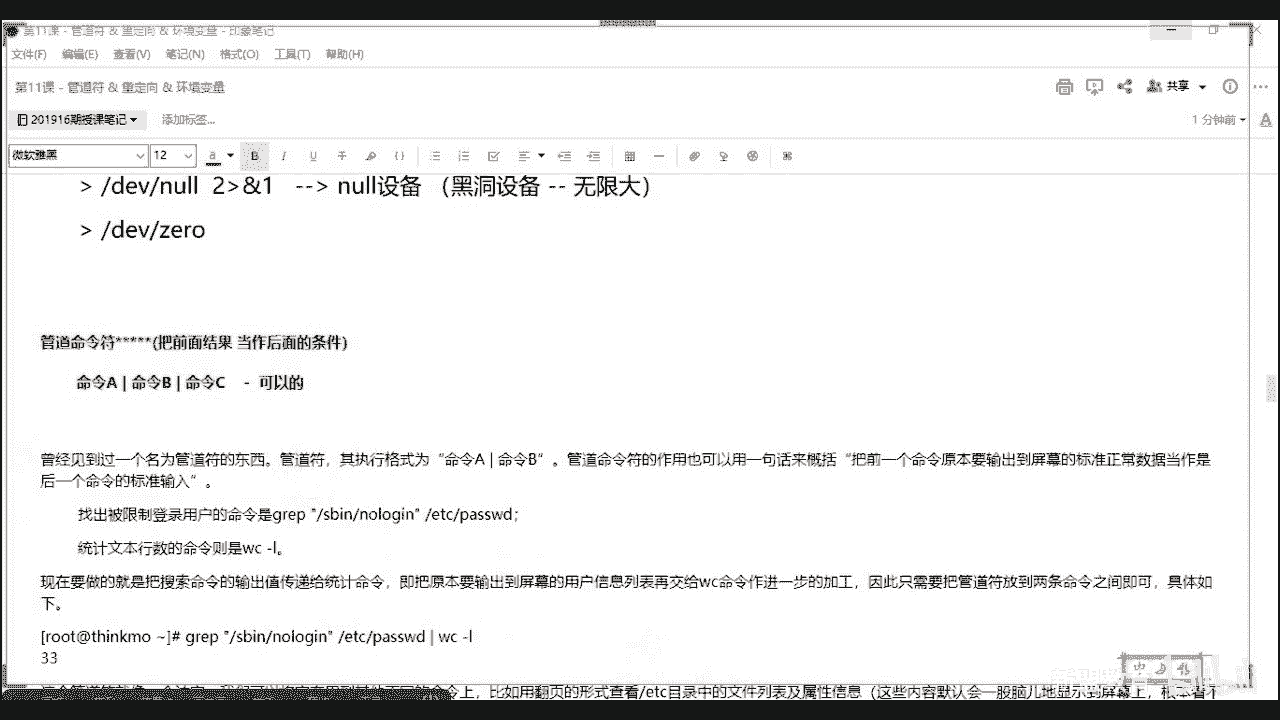 第11课 - 管道符 & 重定向 & 环境变量 - 印象笔记
文件(F) 编辑(E) 查看(V) 笔记(N) 格式(O) 工具(T) 帮助(H)
第11课 - 管道符 & 重定向 & 环境变量
共享
201916期授课笔记
添加标签...
1 分钟前
微软雅黑
12
> /dev/null 2>&1 --> null设备 （黑洞设备 -- 无限大）
> /dev/zero
管道命令符*****(把前面结果 当作后面的条件)
命令A | 命令B | 命令C - 可以的
曾经见到过一个名为管道符的东西。管道符，其执行格式为“命令A | 命令B”。管道命令符的作用也可以用一句话来概括“把前一个命令原本要输出到屏幕的标准正常数据当作是
后一个命令的标准输入”。
找出被限制登录用户的命令是grep "/sbin/nologin" /etc/passwd；
统计文本行数的命令则是wc -l。
现在要做的就是把搜索命令的输出值传递给统计命令，即把原本要输出到屏幕的用户信息列表再交给wc命令作进一步的加工，因此只需要把管道符放到两条命令之间即可，具体如
下。
[root@thinkmo ~]# grep "/sbin/nologin" /etc/passwd | wc -l
33
上，比如用翻页的形式查看/etc目录中的文件列表及属性信息（这些内容默认会一股脑儿地显示到屏幕上，根本看不